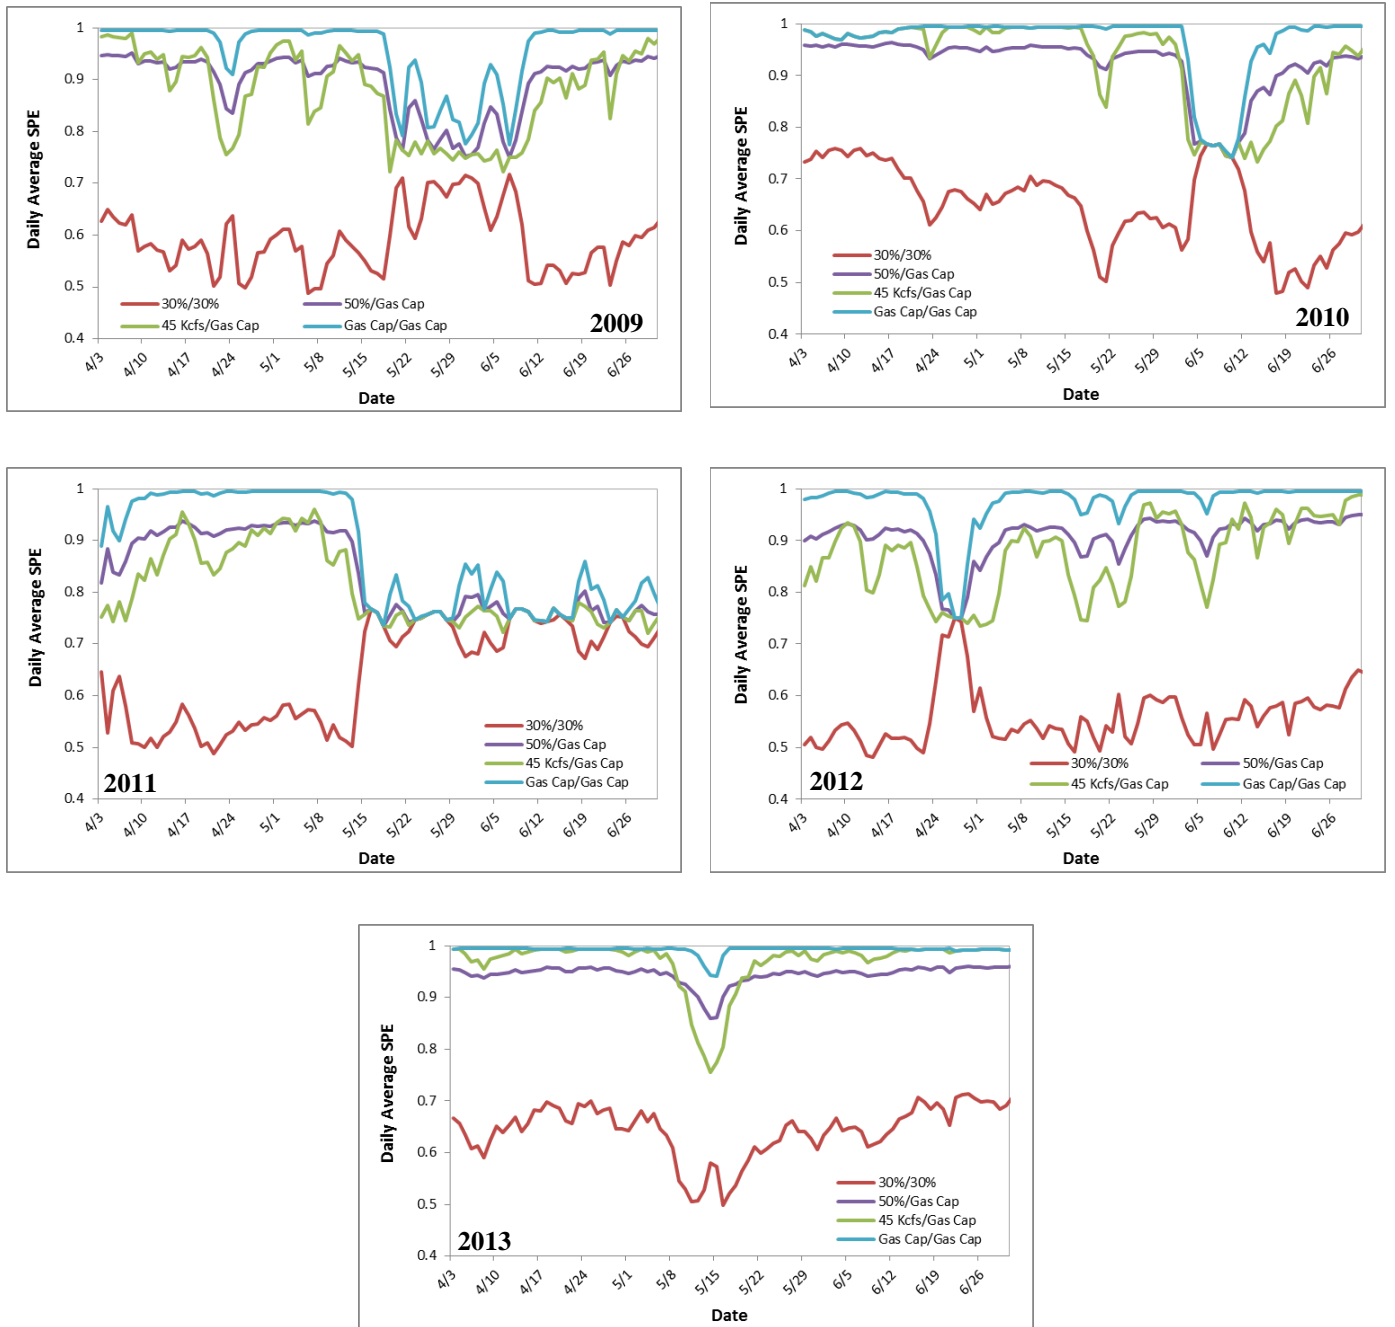 1
0.9
0.8
0.7
0.6
0.5
0.4
Daily Average SPE
30%/30% 50%/Gas Cap
45 Kcfs/Gas Cap Gas Cap/Gas Cap
2009
4/3 4/10 4/17 4/24 5/1 5/8 5/15 5/22 5/29 6/5 6/12 6/19 6/26
Date
1
0.9
0.8
0.7
0.6
0.5
0.4
Daily Average SPE
30%/30%
50%/Gas Cap
45 Kcfs/Gas Cap
Gas Cap/Gas Cap
2010
4/3 4/10 4/17 4/24 5/1 5/8 5/15 5/22 5/29 6/5 6/12 6/19 6/26
Date
1
0.9
0.8
0.7
0.6
0.5
0.4
Daily Average SPE
30%/30%
50%/Gas Cap
45 Kcfs/Gas Cap
Gas Cap/Gas Cap
2011
4/3 4/10 4/17 4/24 5/1 5/8 5/15 5/22 5/29 6/5 6/12 6/19 6/26
Date
1
0.9
0.8
0.7
0.6
0.5
0.4
Daily Average SPE
30%/30% 50%/Gas Cap
45 Kcfs/Gas Cap Gas Cap/Gas Cap
2012
4/3 4/10 4/17 4/24 5/1 5/8 5/15 5/22 5/29 6/5 6/12 6/19 6/26
Date
1
0.9
0.8
0.7
0.6
0.5
0.4
Daily Average SPE
30%/30%
50%/Gas Cap
45 Kcfs/Gas Cap
Gas Cap/Gas Cap
2013
4/3 4/10 4/17 4/24 5/1 5/8 5/15 5/22 5/29 6/5 6/12 6/19 6/26
Date